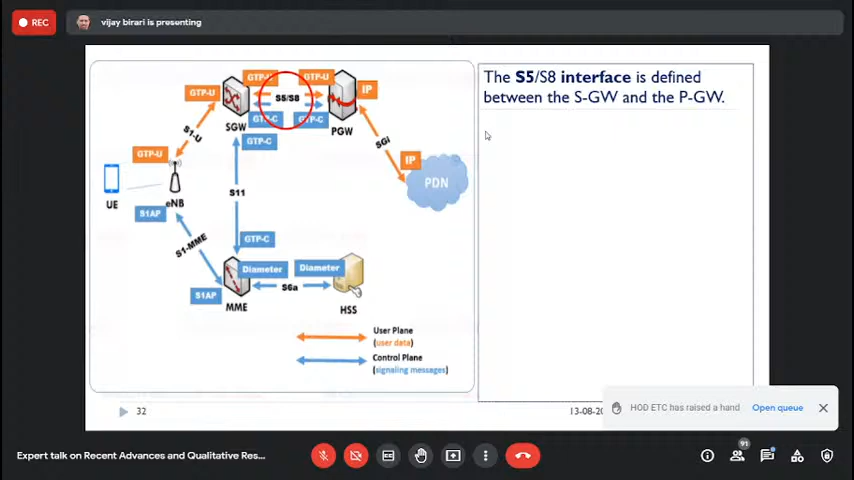 REC
vijay birari is presenting
GTP-U
GTP-U
GTP-U
S5/S8
IP
GTP-C
GTP-C
SGW
PGW
GTP-C
S1-U
SGi
GTP-U
IP
PDN
UE
eNB
S11
S1AP
S1-MME
GTP-C
Diameter
Diameter
S6a
S1AP
MME
HSS
User Plane
(user data)
Control Plane
(signaling messages)
The S5/S8 interface is defined
between the S-GW and the P-GW.
32
13-08-20
HOD ETC has raised a hand
Open queue
Expert talk on Recent Advances and Qualitative Res...
91